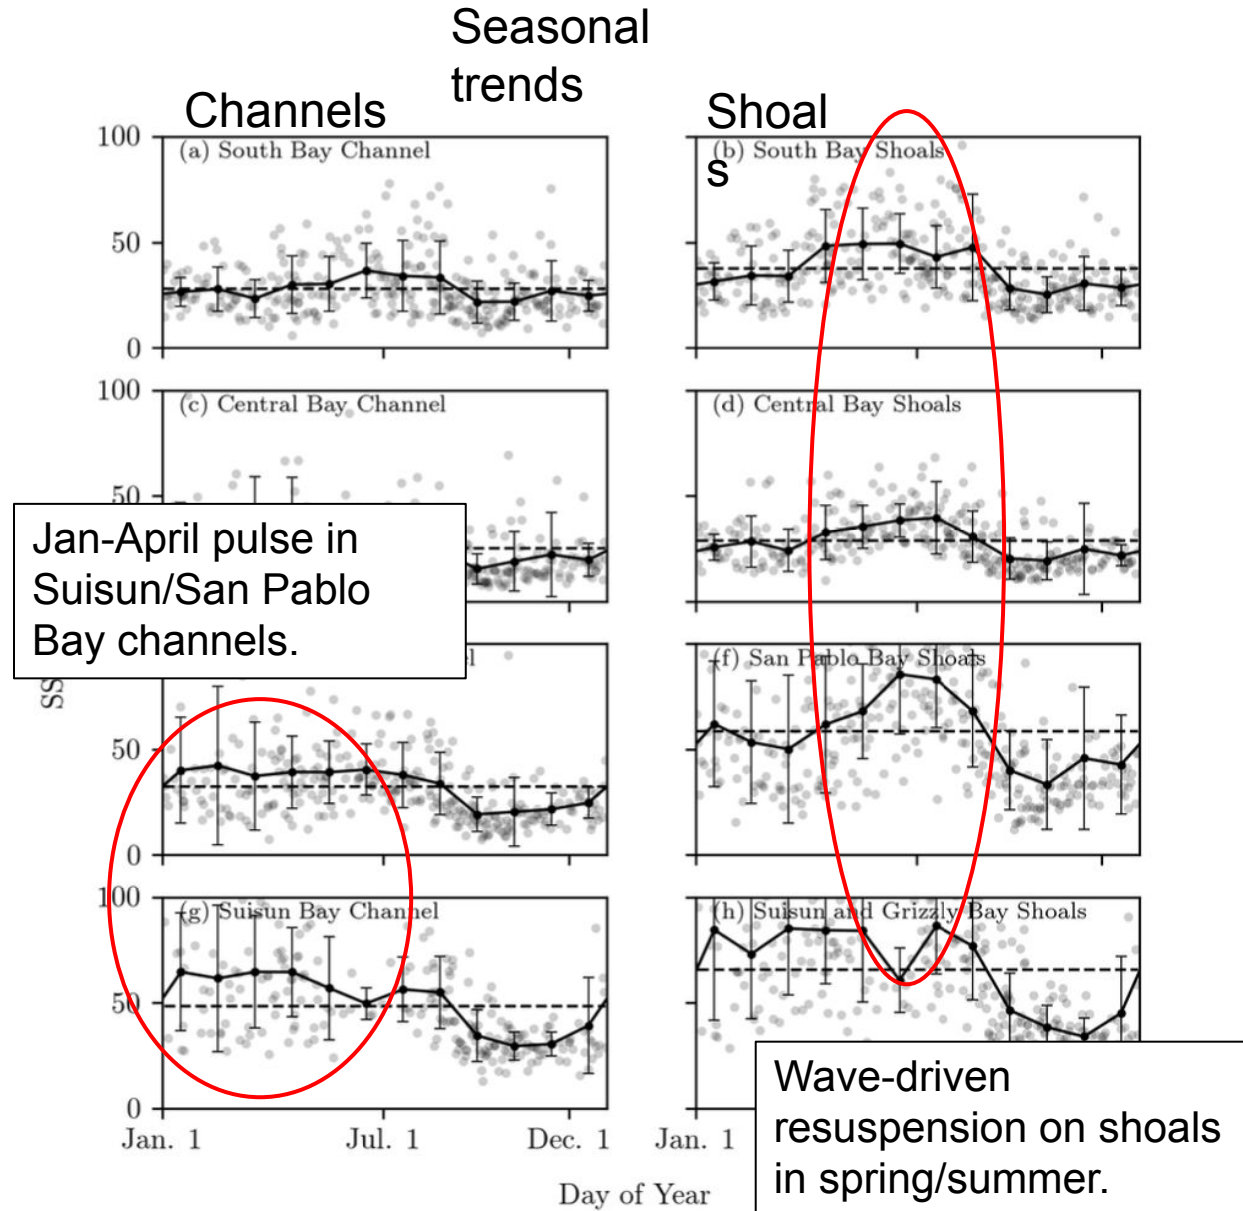 Seasonal
trends
Channels
Shoal
s
100
50
0
(a) South Bay Channel
(b) South Bay Shoals
100
50
(c) Central Bay Channel
(d) Central Bay Shoals
Jan-April pulse in
Suisun/San Pablo
Bay channels.
SS
50
0
(f) San Pablo Bay Shoals
100
50
0
(g) Suisun Bay Channel
(h) Suisun and Grizzly Bay Shoals
Wave-driven
resuspension on shoals
in spring/summer.
Jan. 1
Jul. 1
Dec. 1
Jan. 1
Day of Year